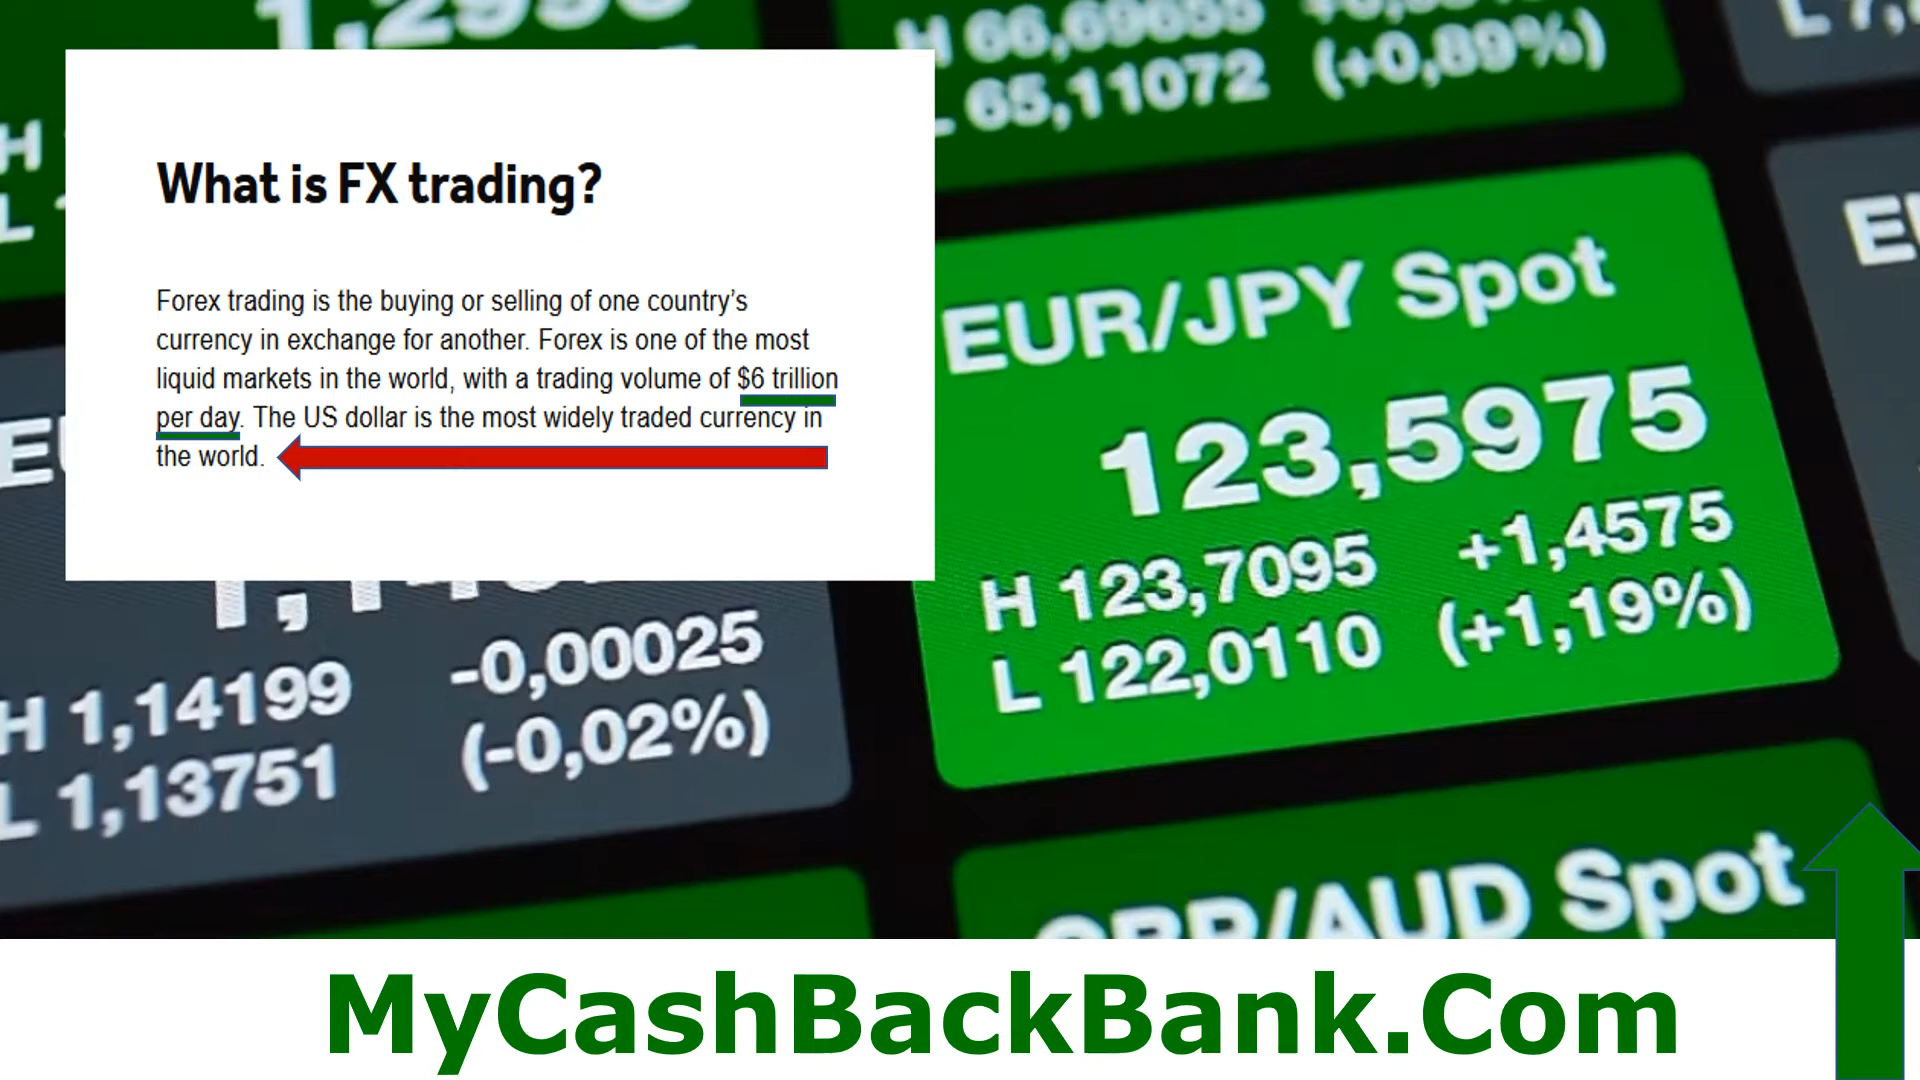 H 66,69655
L 65,11072 (+0,89%)
What is FX trading?
Forex trading is the buying or selling of one country's
currency in exchange for another. Forex is one of the most
liquid markets in the world, with a trading volume of $6 trillion
per day. The US dollar is the most widely traded currency in
the world.
EUR/JPY Spot
123,5975
H 123,7095 +1,4575
L 122,0110 (+1,19%)
H 1,14199 -0,00025
L 1,13751 (-0,02%)
GBP/AUD Spot
MyCashBackBank.Com